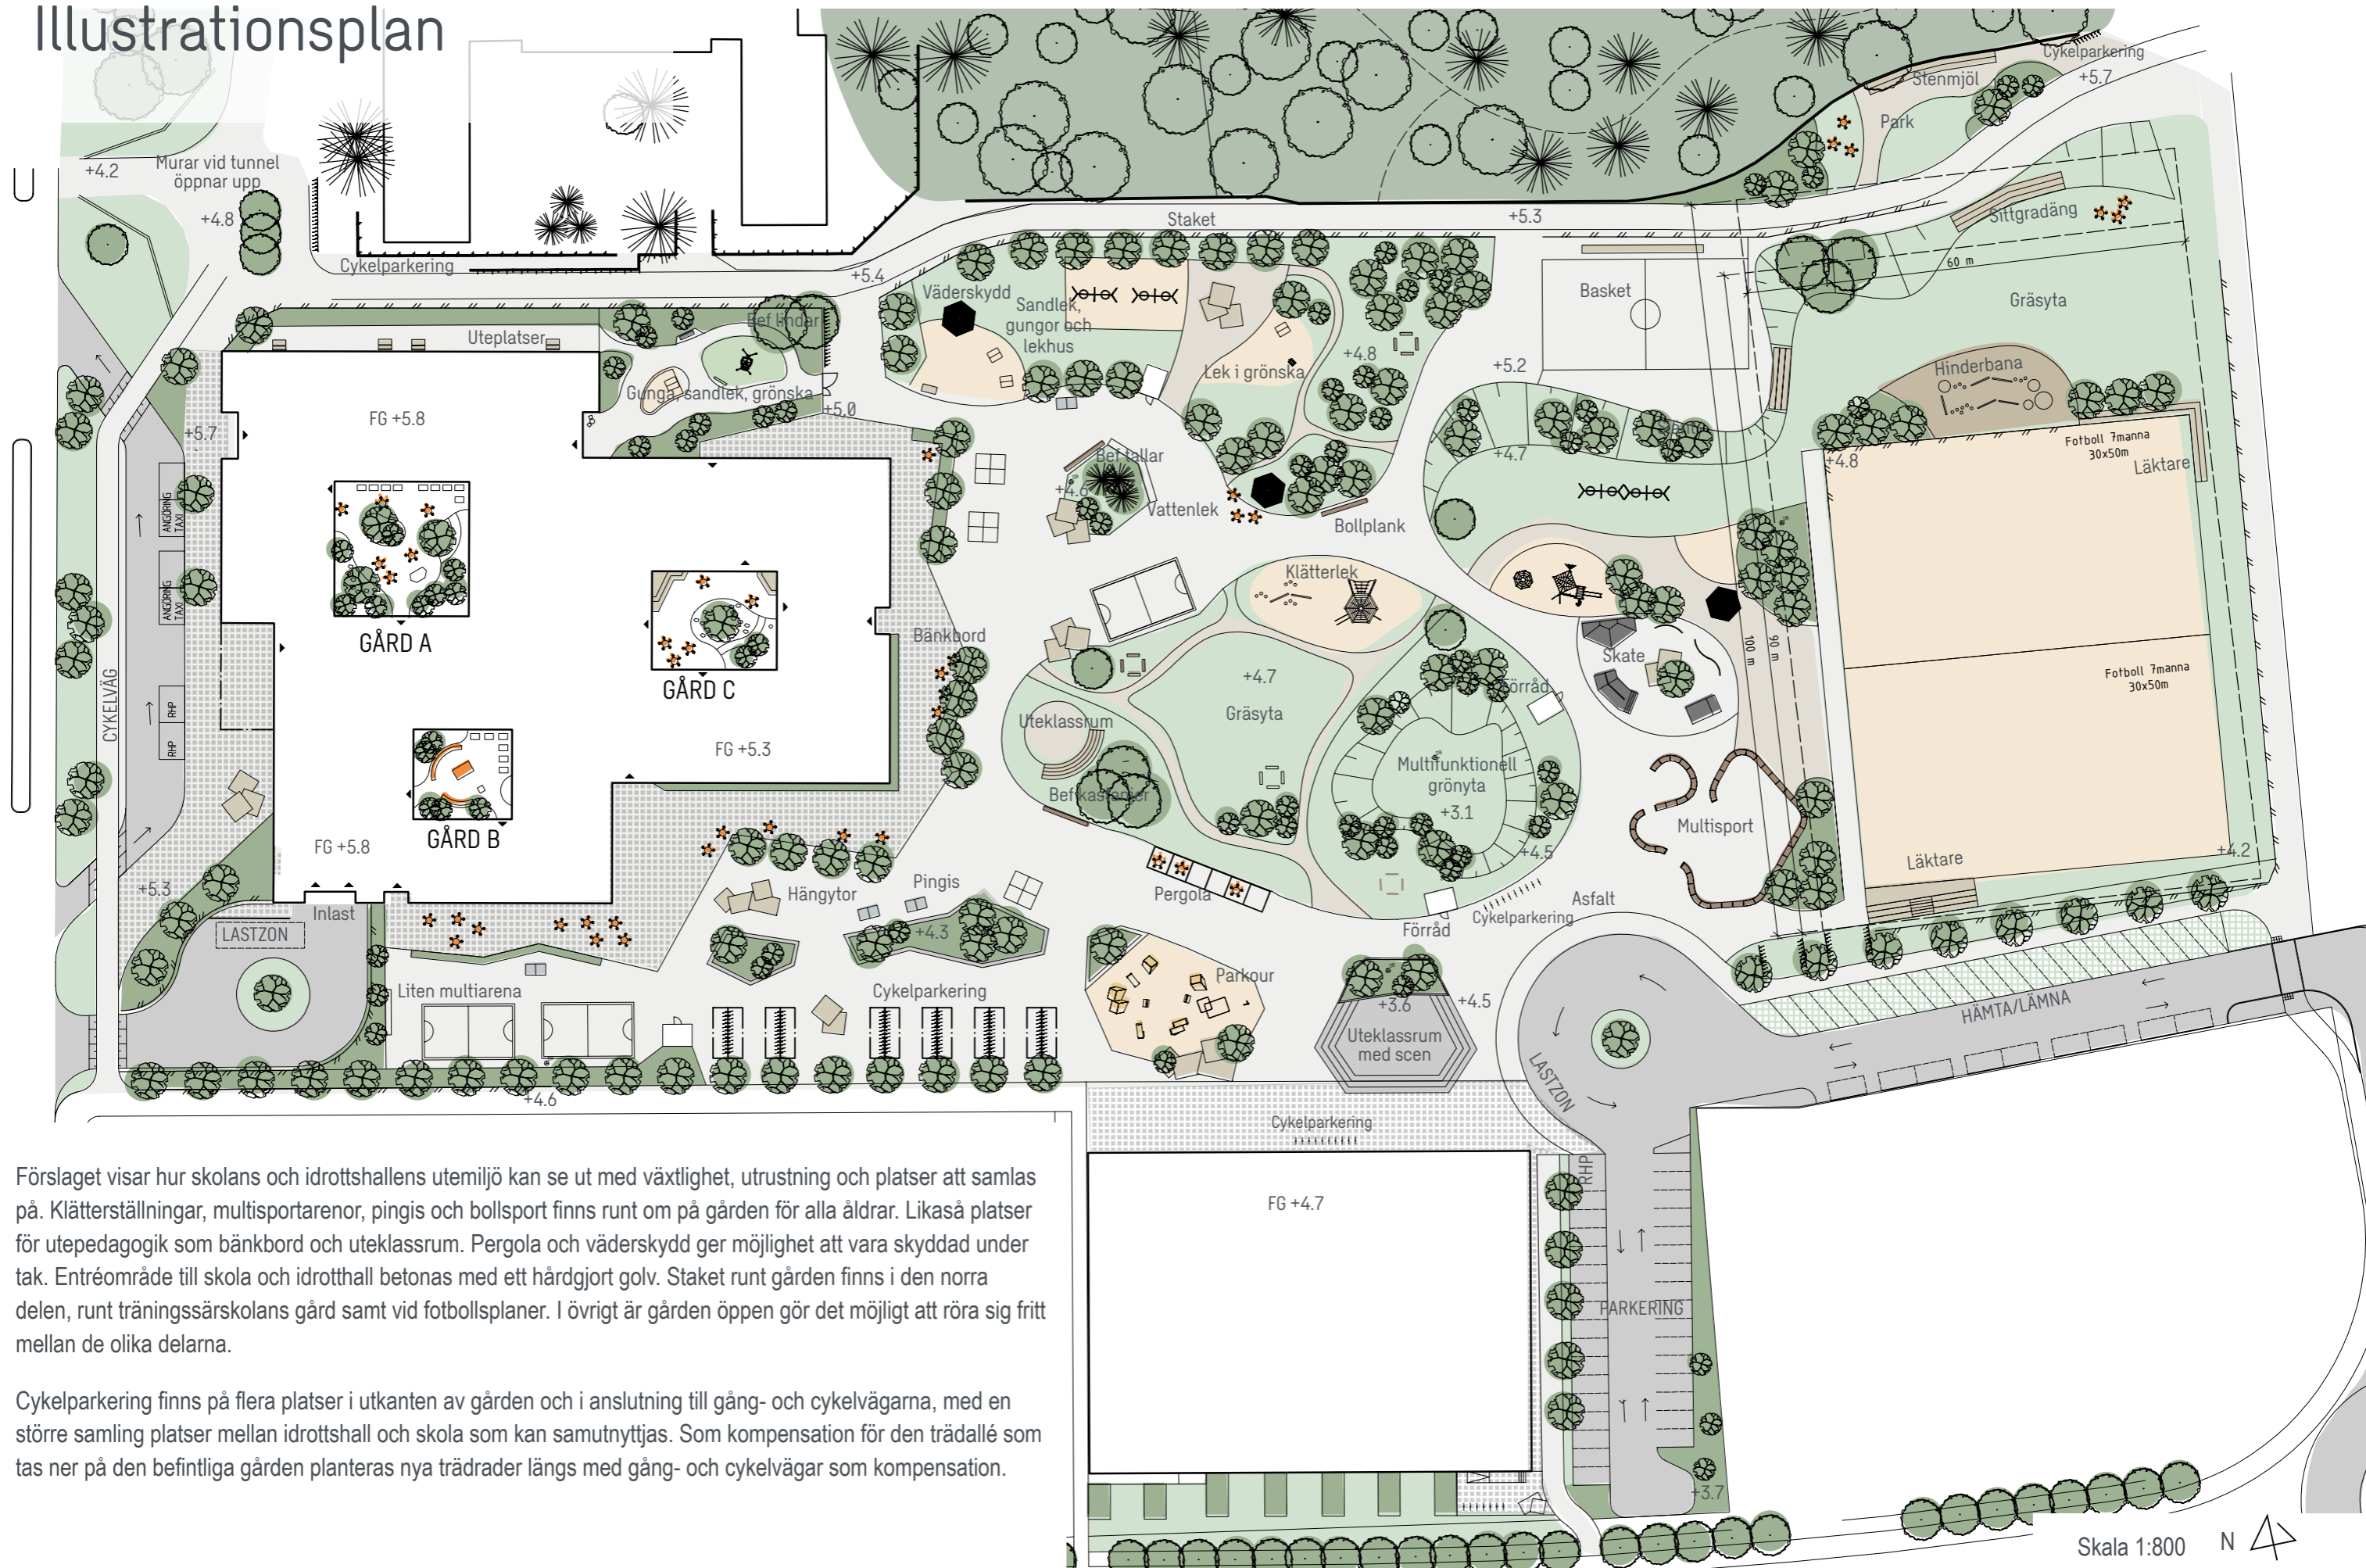 Illustrationsplan
Cykelparkering
+5.7
Stenmjöl
Park
+4.2
Murar vid tunnel
öppnar upp
+4.8
Staket
+5.3
Sittgradäng
60 m
Cykelparkering
+5.4
Väderskydd
Sandlek,
gungor och
lekhus
Basket
Gräsyta
Uteplatser
Bef lindar
Lek i grönska
+4.8
+5.2
Hinderbana
Gunga, sandlek, grönska
+5.0
FG +5.8
+5.7
Bef tallar
+4.6
Vattenlek
Bollplank
+4.7
+4.8
Fotboll 7manna
30x50m
Läktare
ANGÖRING
TAXI
ANGÖRING
TAXI
Klätterlek
GÅRD A
GÅRD C
Bänkbord
CYKELVÄG
RHP
RHP
+4.7
Gräsyta
Förråd
Skate
100 m
90 m
Fotboll 7manna
30x50m
Uteklassrum
FG +5.3
Multifunktionell
grönyta
+3.1
Bef kastanjer
Multisport
GÅRD B
FG +5.8
+4.5
Läktare
+4.2
+5.3
Inlast
LASTZON
Hängytor
Pingis
+4.3
Pergola
Cykelparkering
Asfalt
Förråd
Liten multiarena
Cykelparkering
Parkour
+3.6
+4.5
Uteklassrum
med scen
HÄMTA/LÄMNA
LASTZON
+4.6
Cykelparkering
RHP
FG +4.7
PARKERING
+3.7
Förslaget visar hur skolans och idrottshallens utemiljö kan se ut med växtlighet, utrustning och platser att samlas
på. Klätterställningar, multisportarenor, pingis och bollsport finns runt om på gården för alla åldrar. Likaså platser
för utepedagogik som bänkbord och uteklassrum. Pergola och väderskydd ger möjlighet att vara skyddad under
tak. Entréområde till skola och idrotthall betonas med ett hårdgjort golv. Staket runt gården finns i den norra
delen, runt träningssärskolans gård samt vid fotbollsplaner. I övrigt är gården öppen gör det möjligt att röra sig fritt
mellan de olika delarna.
Cykelparkering finns på flera platser i utkanten av gården och i anslutning till gång- och cykelvägarna, med en
större samling platser mellan idrottshall och skola som kan samutnyttjas. Som kompensation för den trädallé som
tas ner på den befintliga gården planteras nya trädrader längs med gång- och cykelvägar som kompensation.
Skala 1:800
N